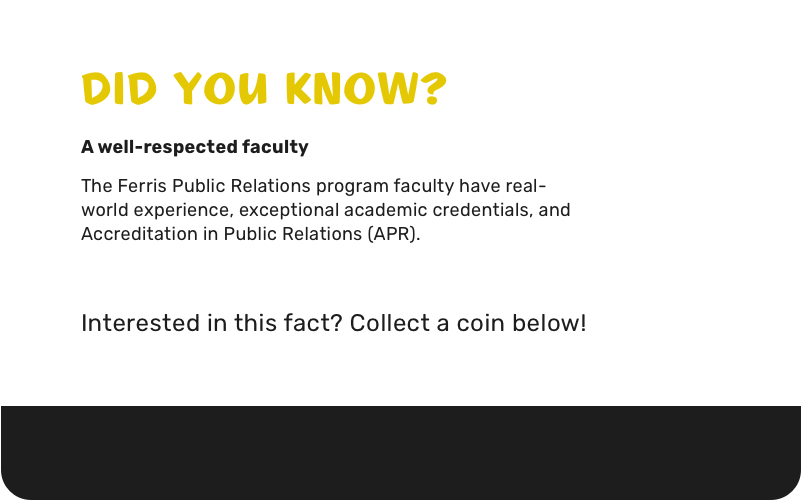 DID YOU KNOW?
A well-respected faculty
The Ferris Public Relations program faculty have real-
world experience, exceptional academic credentials, and
Accreditation in Public Relations (APR).
Interested in this fact? Collect a coin below!